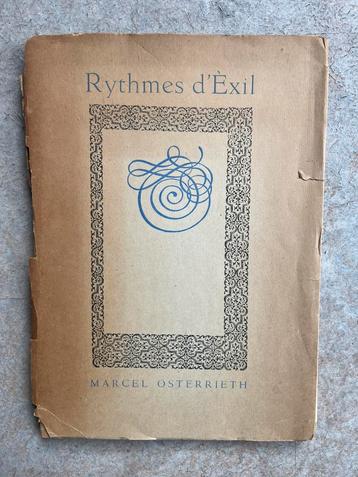 Rythmes d'Èxil
MARCEL OSTERRIETH